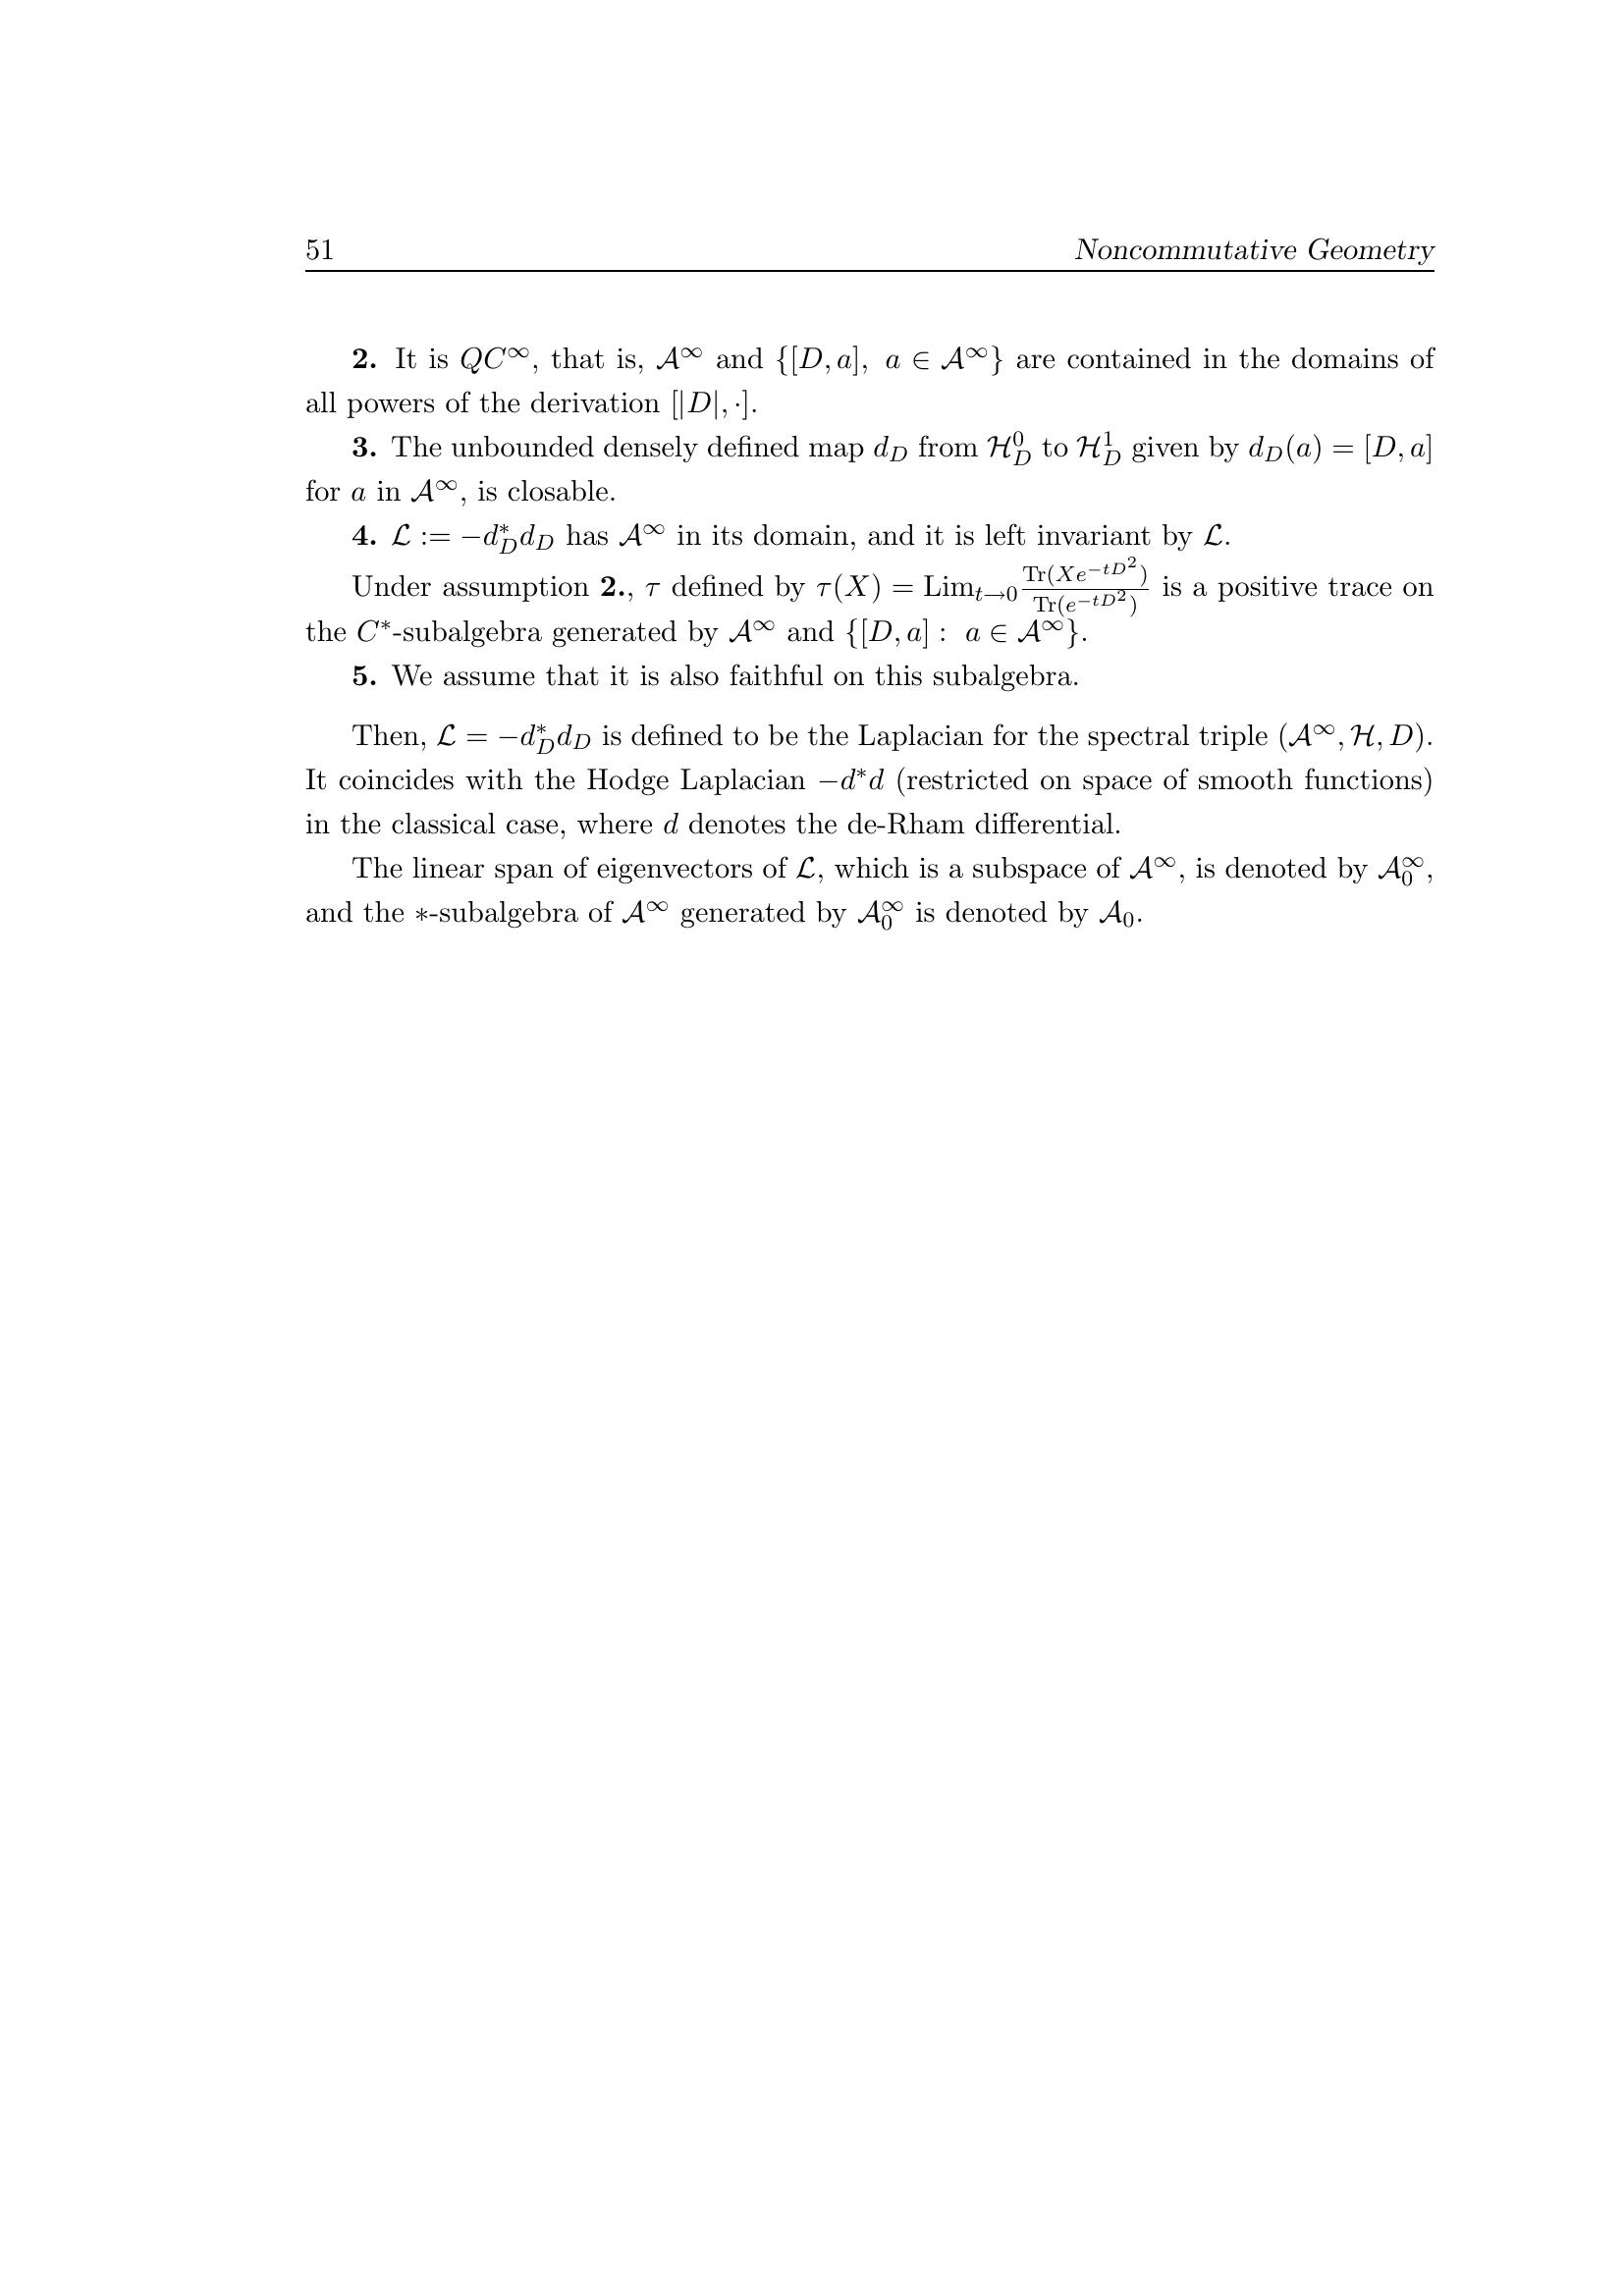 51 Noncommutative Geometry
2. It is $QC^\infty$, that is, $\mathcal{A}^\infty$ and $\{[D, a],\ a \in \mathcal{A}^\infty\}$ are contained in the domains of
all powers of the derivation $[|D|, \cdot]$.
3. The unbounded densely defined map $d_D$ from $\mathcal{H}^0_D$ to $\mathcal{H}^1_D$ given by $d_D(a) = [D, a]$
for $a$ in $\mathcal{A}^\infty$, is closable.
4. $\mathcal{L} := -d_D^* d_D$ has $\mathcal{A}^\infty$ in its domain, and it is left invariant by $\mathcal{L}$.
Under assumption 2., $\tau$ defined by $\tau(X) = \mathrm{Lim}_{t \to 0} \frac{\mathrm{Tr}(Xe^{-tD^2})}{\mathrm{Tr}(e^{-tD^2})}$ is a positive trace on
the $C^*$-subalgebra generated by $\mathcal{A}^\infty$ and $\{[D, a] :\ a \in \mathcal{A}^\infty\}$.
5. We assume that it is also faithful on this subalgebra.
Then, $\mathcal{L} = -d_D^* d_D$ is defined to be the Laplacian for the spectral triple $(\mathcal{A}^\infty, \mathcal{H}, D)$.
It coincides with the Hodge Laplacian $-d^*d$ (restricted on space of smooth functions)
in the classical case, where $d$ denotes the de-Rham differential.
The linear span of eigenvectors of $\mathcal{L}$, which is a subspace of $\mathcal{A}^\infty$, is denoted by $\mathcal{A}_0^\infty$,
and the $*$-subalgebra of $\mathcal{A}^\infty$ generated by $\mathcal{A}_0^\infty$ is denoted by $\mathcal{A}_0$.